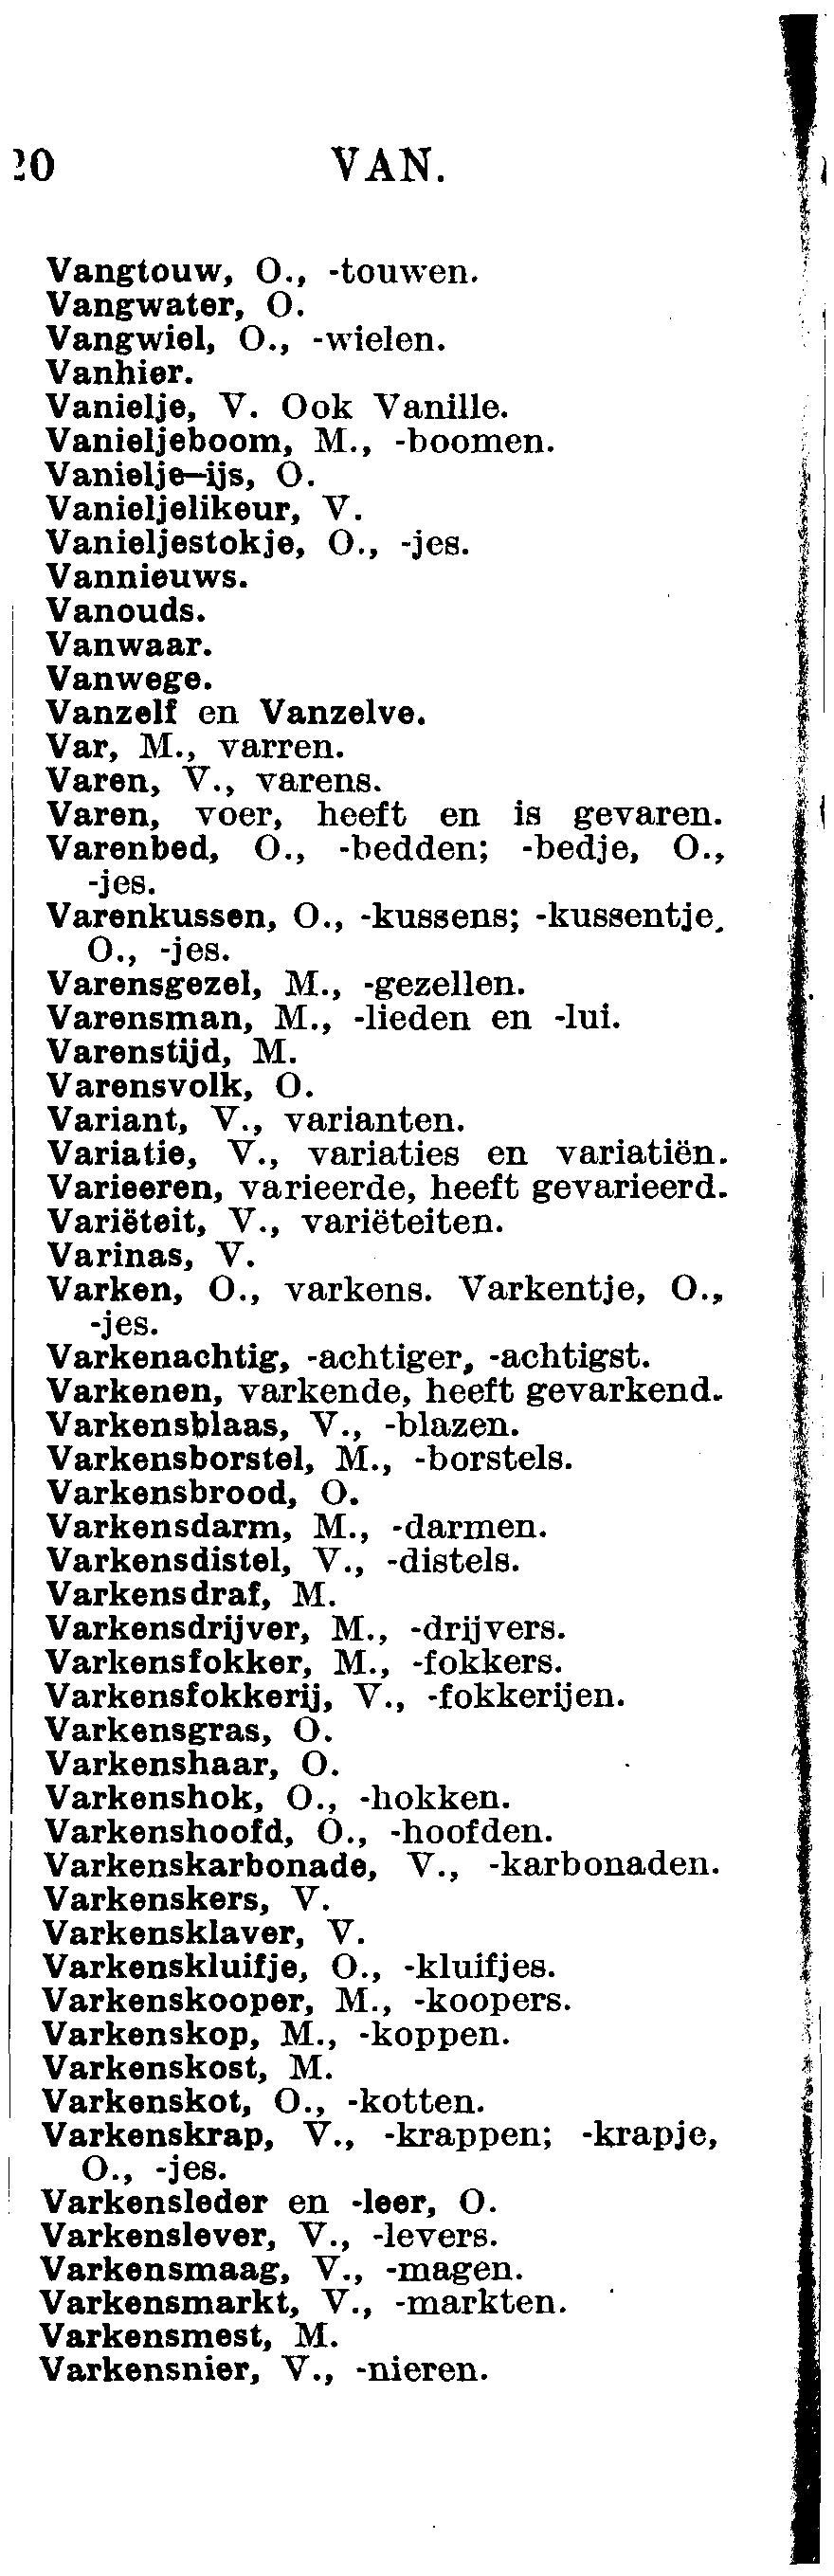 20 VAN.
Vangtouw, O., -touwen.
Vangwater, O.
Vangwiel, O., -wielen.
Vanhier.
Vanielje, V. Ook Vanille.
Vanieljeboom, M., -boomen.
Vanielje-ijs, O.
Vanieljelikeur, V.
Vanieljestokje, O., -jes.
Vannieuws.
Vanouds.
Vanwaar.
Vanwege.
Vanzelf en Vanzelve.
Var, M., varren.
Varen, V., varens.
Varen, voer, heeft en is gevaren.
Varenbed, O., -bedden; -bedje, O.,
-jes.
Varenkussen, O., -kussens; -kussentje,
O., -jes.
Varensgezel, M., -gezellen.
Varensman, M., -lieden en -lui.
Varenstijd, M.
Varensvolk, O.
Variant, V., varianten.
Variatie, V., variaties en variatiën.
Varieeren, varieerde, heeft gevarieerd.
Variëteit, V., variëteiten.
Varinas, V.
Varken, O., varkens. Varkentje, O.,
-jes.
Varkenachtig, -achtiger, -achtigst.
Varkenen, varkende, heeft gevarkend.
Varkensblaas, V., -blazen.
Varkensborstel, M., -borstels.
Varkensbrood, O.
Varkensdarm, M., -darmen.
Varkensdistel, V., -distels.
Varkensdraf, M.
Varkensdrijver, M., -drijvers.
Varkensfokker, M., -fokkers.
Varkensfokkerij, V., -fokkerijen.
Varkensgras, O.
Varkenshaar, O.
Varkenshok, O., -hokken.
Varkenshoofd, O., -hoofden.
Varkenskarbonade, V., -karbonaden.
Varkenskers, V.
Varkensklaver, V.
Varkenskluifje, O., -kluifjes.
Varkenskooper, M., -koopers.
Varkenskop, M., -koppen.
Varkenskost, M.
Varkenskot, O., -kotten.
Varkenskrap, V., -krappen; -krapje,
O., -jes.
Varkensleder en -leer, O.
Varkenslever, V., -levers.
Varkensmaag, V., -magen.
Varkensmarkt, V., -markten.
Varkensmest, M.
Varkensnier, V., -nieren.